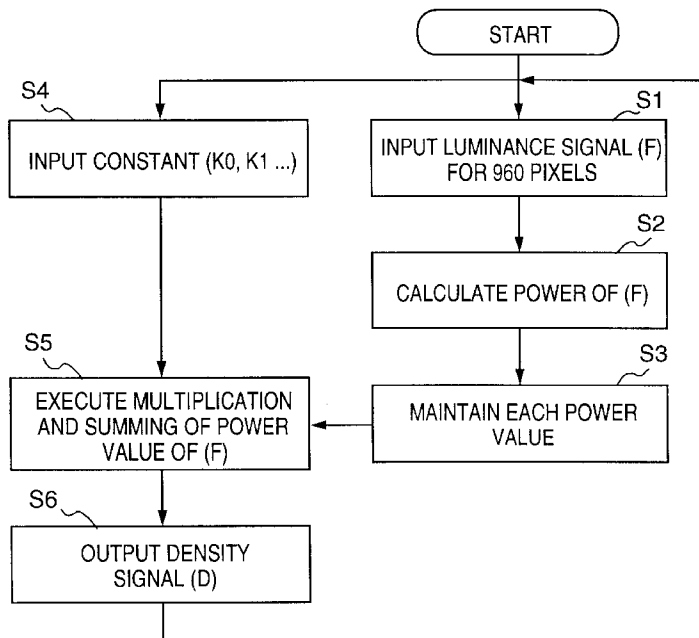 START
S4
INPUT CONSTANT (K0, K1 ...)
S1
INPUT LUMINANCE SIGNAL (F)
FOR 960 PIXELS
S2
CALCULATE POWER OF (F)
S3
MAINTAIN EACH POWER
VALUE
S5
EXECUTE MULTIPLICATION
AND SUMMING OF POWER
VALUE OF (F)
S6
OUTPUT DENSITY
SIGNAL (D)